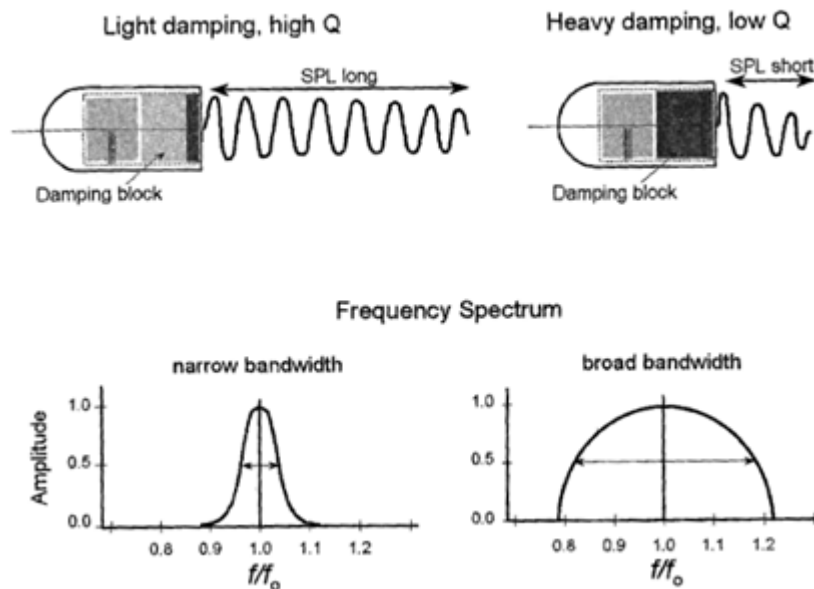 Light damping, high Q
Heavy damping, low Q
SPL long
SPL short
Damping block
Damping block
Frequency Spectrum
narrow bandwidth
broad bandwidth
Amplitude
1.0
0.5
0.0
0.8 0.9 1.0 1.1 1.2
f/fo
1.0
0.5
0.0
0.8 0.9 1.0 1.1 1.2
f/fo